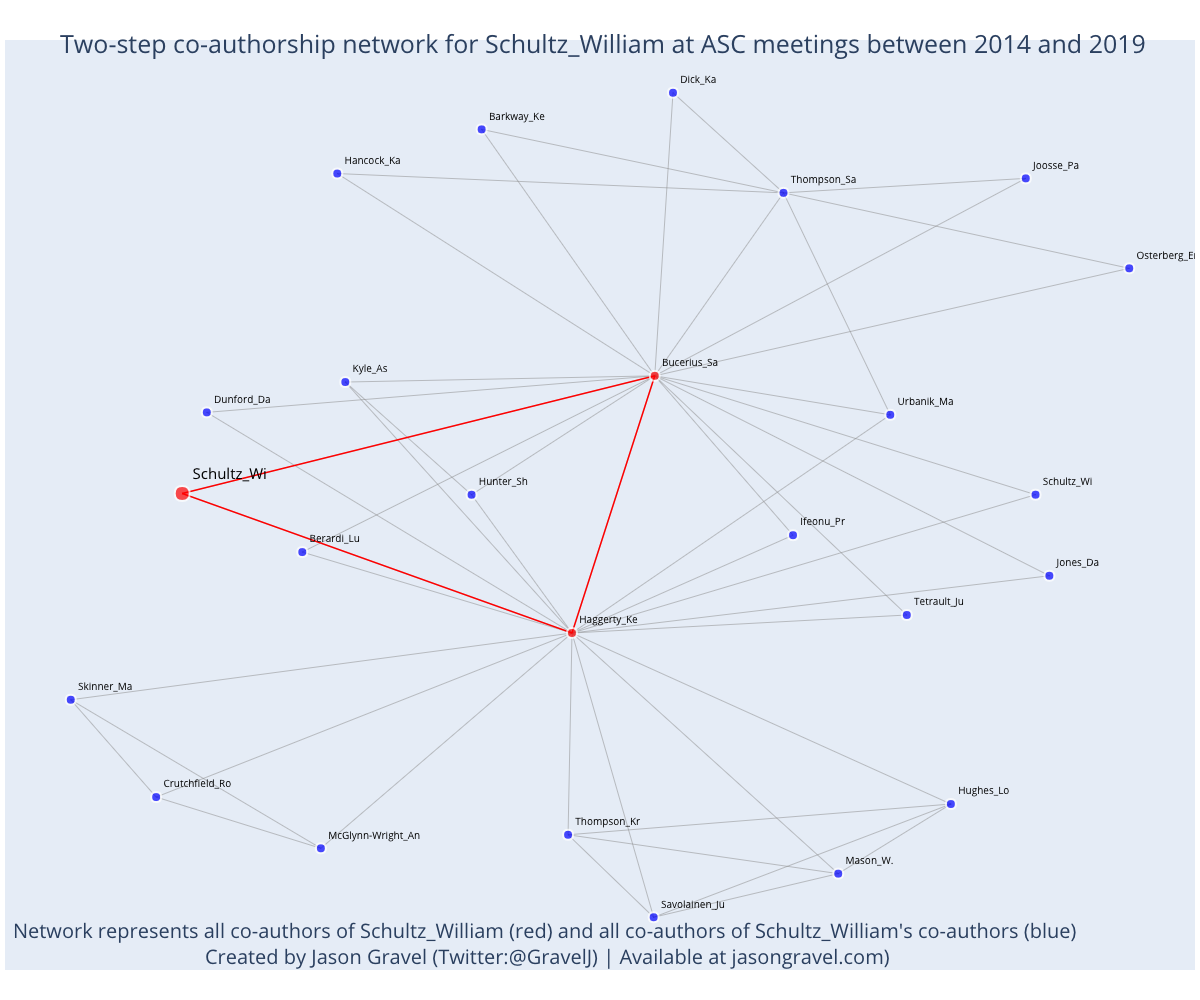 Two-step co-authorship network for Schultz_William at ASC meetings between 2014 and 2019
Dick_Ka
Barkway_Ke
Hancock_Ka
Joosse_Pa
Thompson_Sa
Osterberg_Er
Bucerius_Sa
Kyle_As
Dunford_Da
Urbanik_Ma
Schultz_Wi
Hunter_Sh
Schultz_Wi
Ifeonu_Pr
Berardi_Lu
Jones_Da
Tetrault_Ju
Haggerty_Ke
Skinner_Ma
Crutchfield_Ro
Hughes_Lo
Thompson_Kr
McGlynn-Wright_An
Mason_W.
Savolainen_Ju
Network represents all co-authors of Schultz_William (red) and all co-authors of Schultz_William's co-authors (blue)
Created by Jason Gravel (Twitter:@GravelJ) | Available at jasongravel.com)